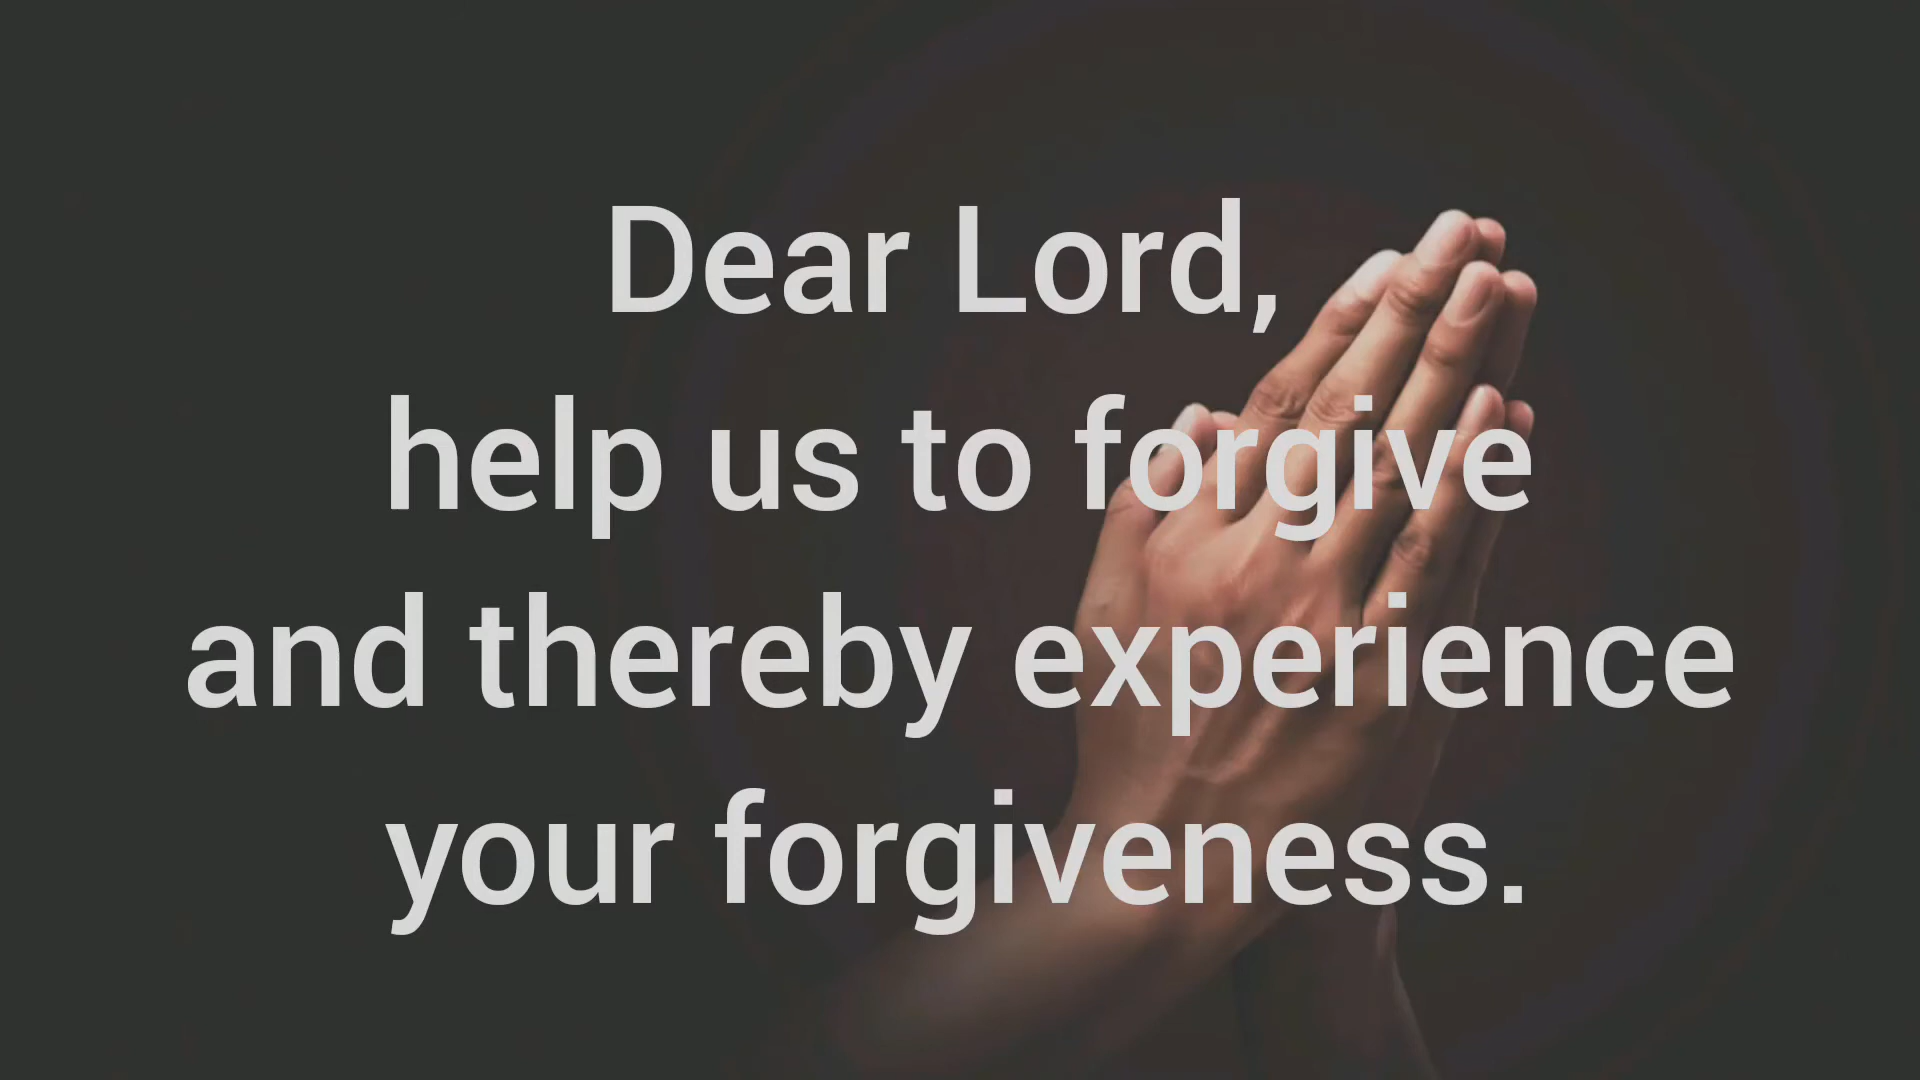 Dear Lord,
help us to forgive
and thereby experience
your forgiveness.